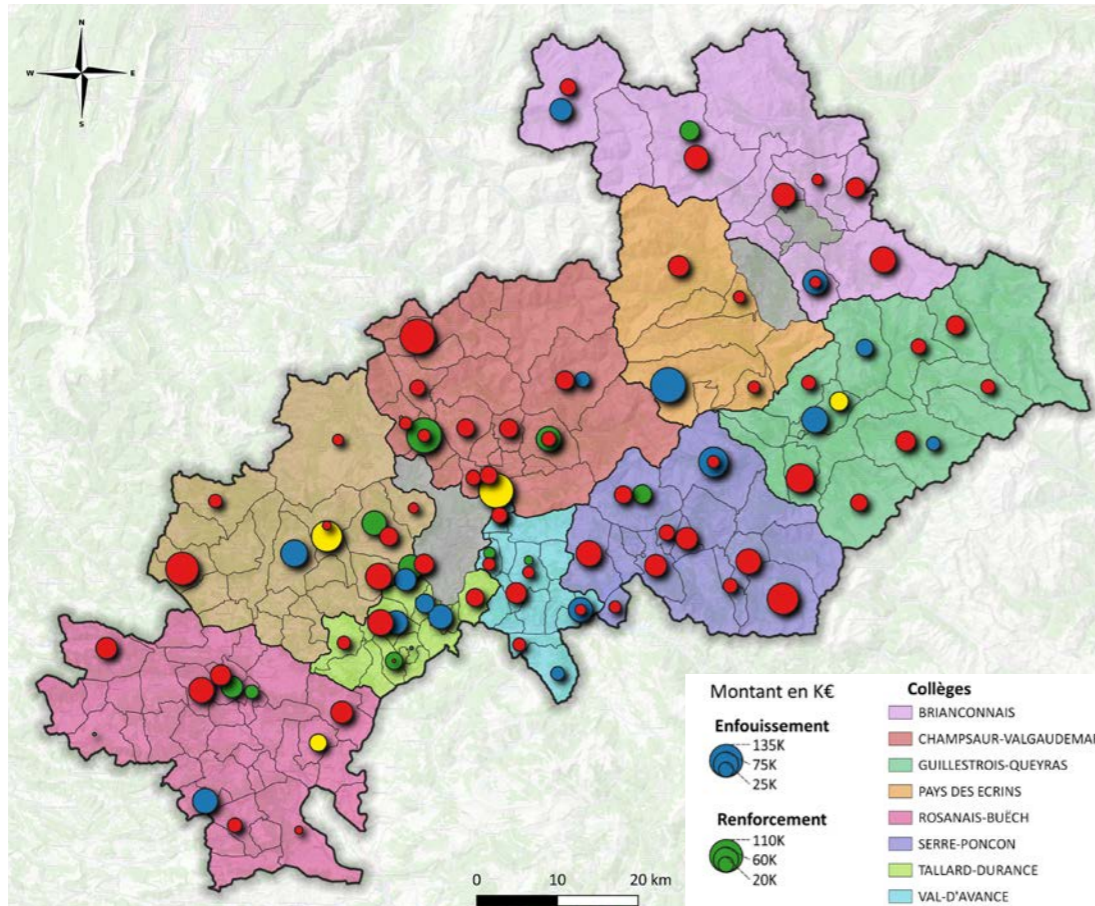 N
W E
S
Montant en K€
Enfouissement
135K
75K
25K
Renforcement
110K
60K
20K
Collèges
BRIANCONNAIS
CHAMPSAUR-VALGAUDEMAR
GUILLESTROIS-QUEYRAS
PAYS DES ECRINS
ROSANAIS-BUËCH
SERRE-PONCON
TALLARD-DURANCE
VAL-D'AVANCE
0 10 20 km